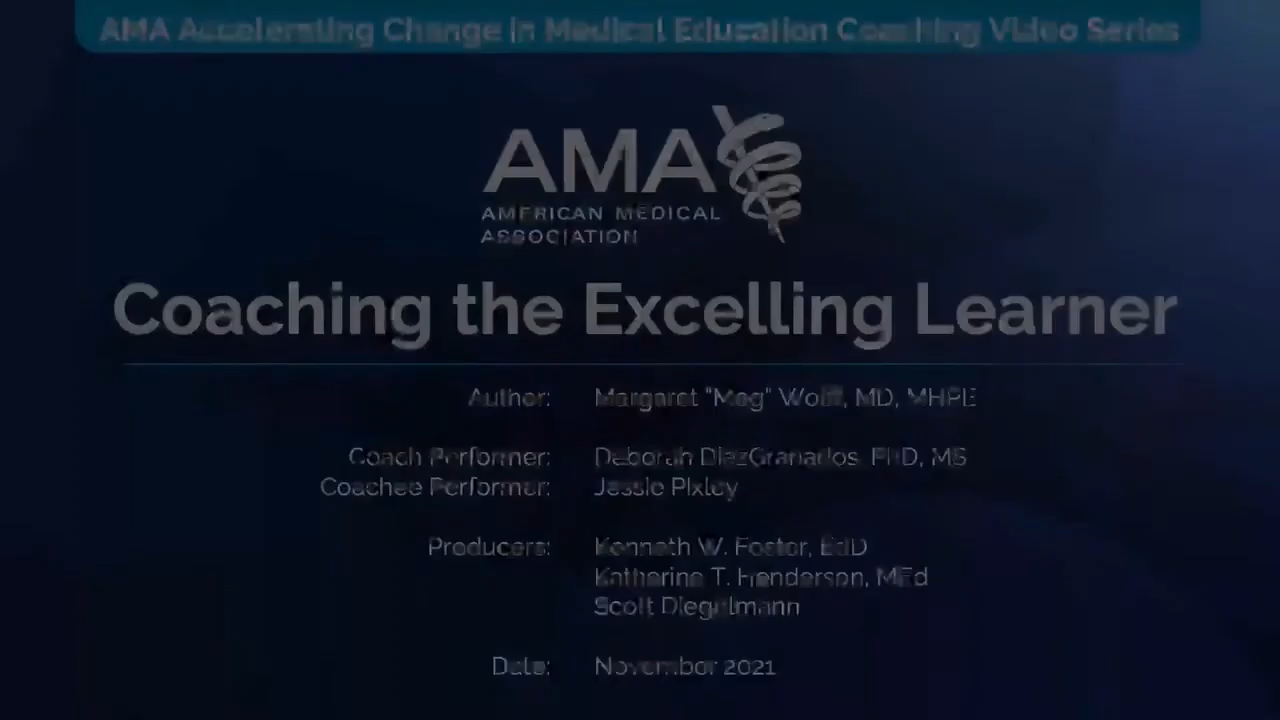 AMA Accelerating Change in Medical Education Coaching Video Series
AMA
AMERICAN MEDICAL
ASSOCIATION
Coaching the Excelling Learner
Author: Margaret "Meg" Wolff, MD, MHPE
Coach Performer: Deborah DiazGranados, PhD, MS
Coachee Performer: Jessie Pixley
Producers: Kenneth W. Foster, EdD
Katherine T. Henderson, MEd
Scott Diegelmann
Date: November 2021